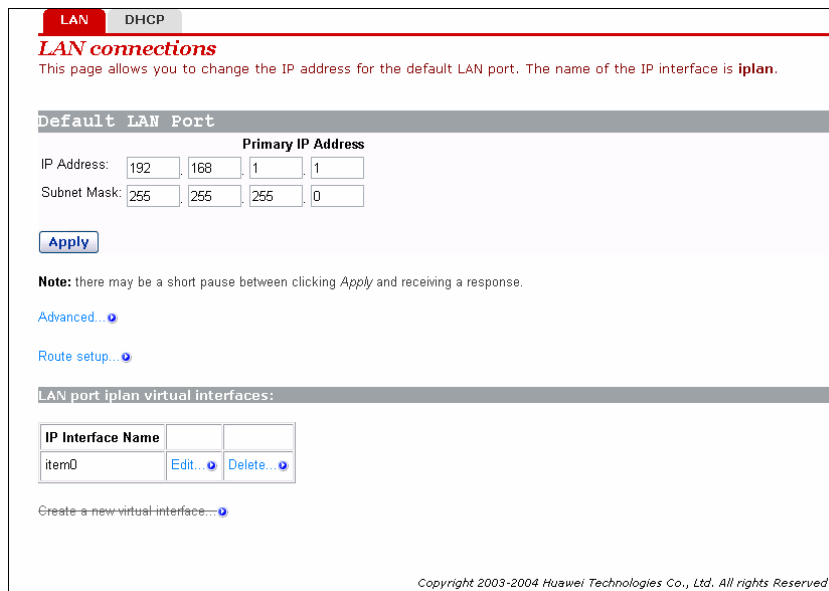 LAN DHCP
LAN connections
This page allows you to change the IP address for the default LAN port. The name of the IP interface is iplan.
Default LAN Port
Primary IP Address
IP Address: 192 . 168 . 1 . 1
Subnet Mask: 255 . 255 . 255 . 0
Apply
Note: there may be a short pause between clicking Apply and receiving a response.
Advanced...
Route setup...
LAN port iplan virtual interfaces:
IP Interface Name
item0 Edit... Delete...
Create a new virtual interface...
Copyright 2003-2004 Huawei Technologies Co., Ltd. All rights Reserved